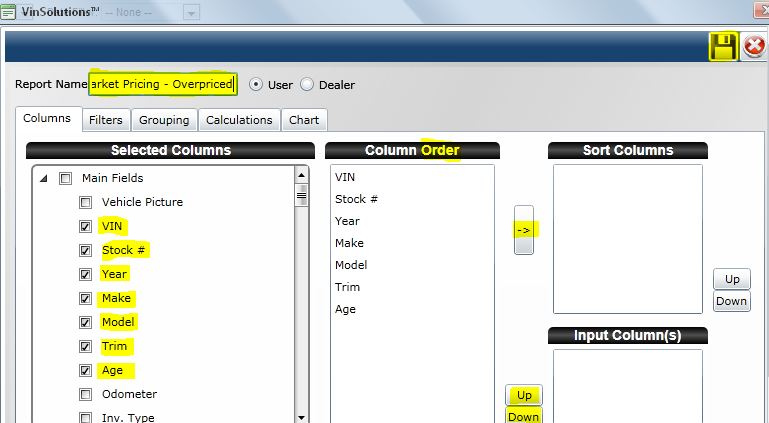 VinSolutions™ -- None --
Report Name arket Pricing - Overpriced User Dealer
Columns Filters Grouping Calculations Chart
Selected Columns Column Order Sort Columns
Main Fields
Vehicle Picture
VIN
Stock #
Year
Make
Model
Trim
Age
Odometer
Inv. Type
VIN
Stock #
Year
Make
Model
Trim
Age
->
Up
Down
Input Column(s)
Up
Down